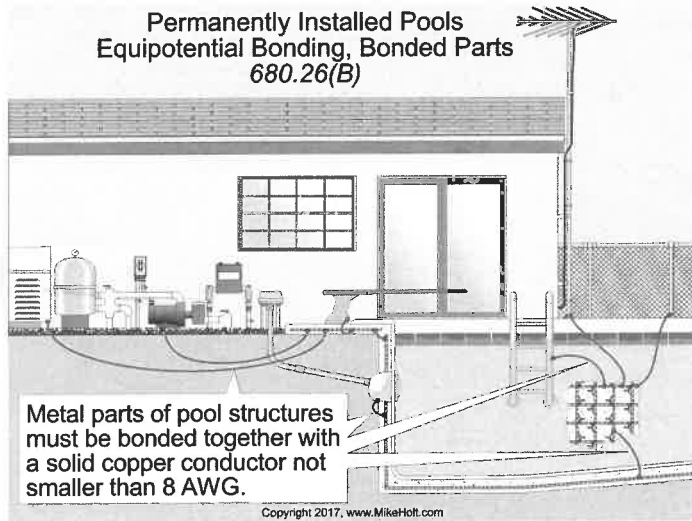 Permanently Installed Pools
Equipotential Bonding, Bonded Parts
680.26(B)
Metal parts of pool structures
must be bonded together with
a solid copper conductor not
smaller than 8 AWG.
Copyright 2017, www.MikeHolt.com